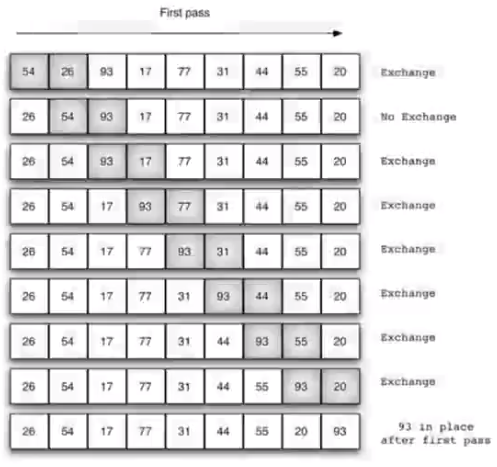 First pass
54 26 93 17 77 31 44 55 20 Exchange
26 54 93 17 77 31 44 55 20 No Exchange
26 54 93 17 77 31 44 55 20 Exchange
26 54 17 93 77 31 44 55 20 Exchange
26 54 17 77 93 31 44 55 20 Exchange
26 54 17 77 31 93 44 55 20 Exchange
26 54 17 77 31 44 93 55 20 Exchange
26 54 17 77 31 44 55 93 20 Exchange
26 54 17 77 31 44 55 20 93 93 in place
after first pass